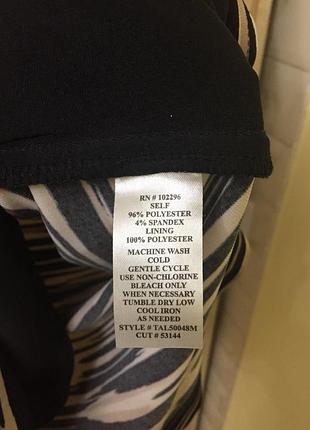 RN # 102296
SELF
96% POLYESTER
4% SPANDEX
LINING
100% POLYESTER
MACHINE WASH
COLD
GENTLE CYCLE
USE NON-CHLORINE
BLEACH ONLY
WHEN NECESSARY
TUMBLE DRY LOW
COOL IRON
AS NEEDED
STYLE # TAL50048M
CUT # 53144